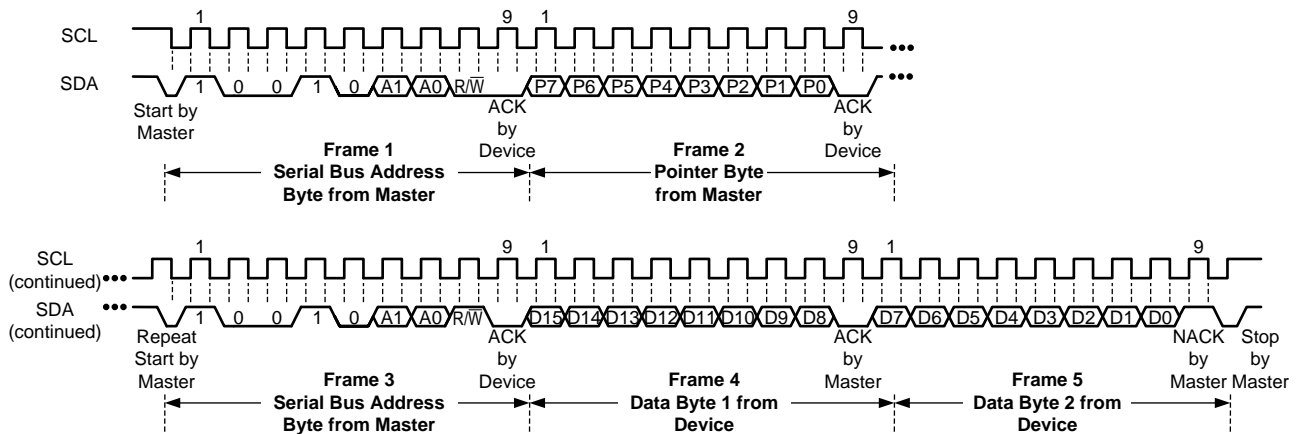 1 9 1 9
SCL
SDA
1 0 0 1 0 A1 A0 R/W̅ P7 P6 P5 P4 P3 P2 P1 P0
Start by
Master
ACK
by
Device
ACK
by
Device
Frame 1
Serial Bus Address
Byte from Master
Frame 2
Pointer Byte
from Master
1 9 1 9 1 9
SCL
(continued)
SDA
(continued)
1 0 0 1 0 A1 A0 R/W̅ D15 D14 D13 D12 D11 D10 D9 D8 D7 D6 D5 D4 D3 D2 D1 D0
Repeat
Start by
Master
ACK
by
Device
ACK
by
Master
NACK
by
Master
Stop
by
Master
Frame 3
Serial Bus Address
Byte from Master
Frame 4
Data Byte 1 from
Device
Frame 5
Data Byte 2 from
Device